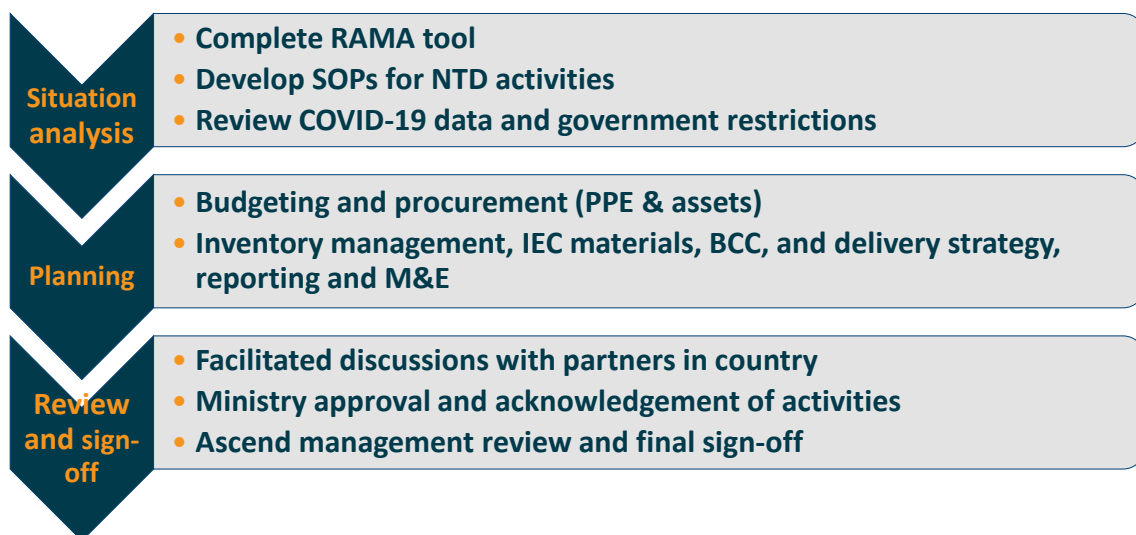 Situation
analysis
• Complete RAMA tool
• Develop SOPs for NTD activities
• Review COVID-19 data and government restrictions
Planning
• Budgeting and procurement (PPE & assets)
• Inventory management, IEC materials, BCC, and delivery strategy,
reporting and M&E
Review
and sign-
off
• Facilitated discussions with partners in country
• Ministry approval and acknowledgement of activities
• Ascend management review and final sign-off